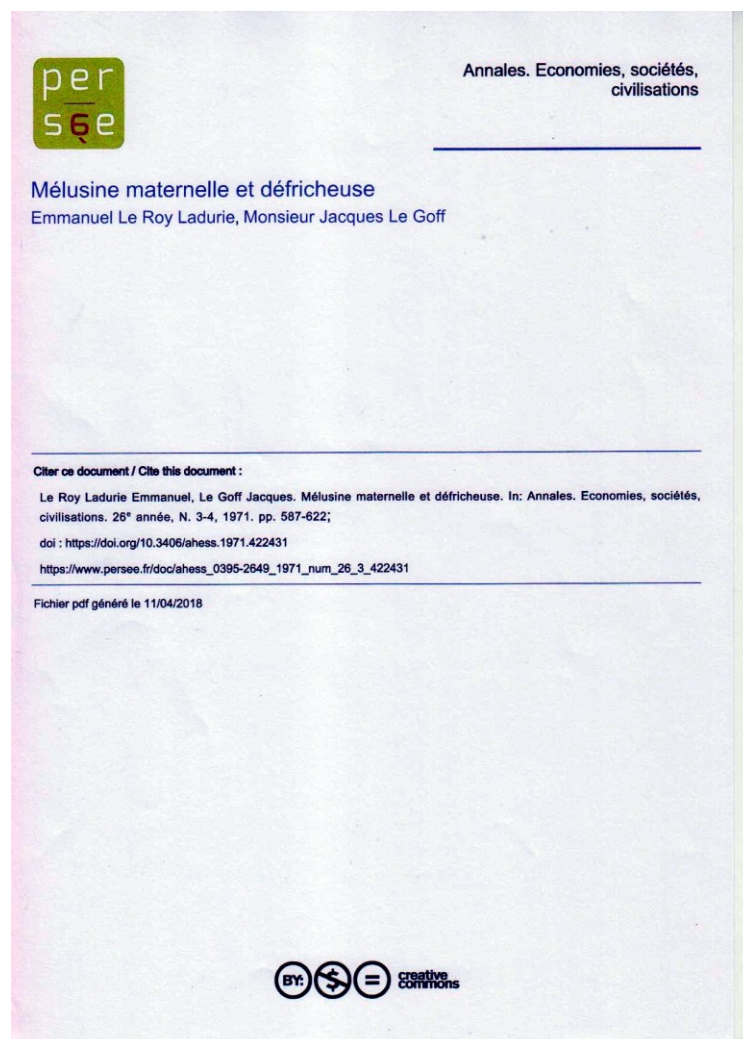 per
sée
Annales. Economies, sociétés,
civilisations
Mélusine maternelle et défricheuse
Emmanuel Le Roy Ladurie, Monsieur Jacques Le Goff
Citer ce document / Cite this document :
Le Roy Ladurie Emmanuel, Le Goff Jacques. Mélusine maternelle et défricheuse. In: Annales. Economies, sociétés,
civilisations. 26ᵉ année, N. 3-4, 1971. pp. 587-622;
doi : https://doi.org/10.3406/ahess.1971.422431
https://www.persee.fr/doc/ahess_0395-2649_1971_num_26_3_422431
Fichier pdf généré le 11/04/2018
BY: $ = creative
commons